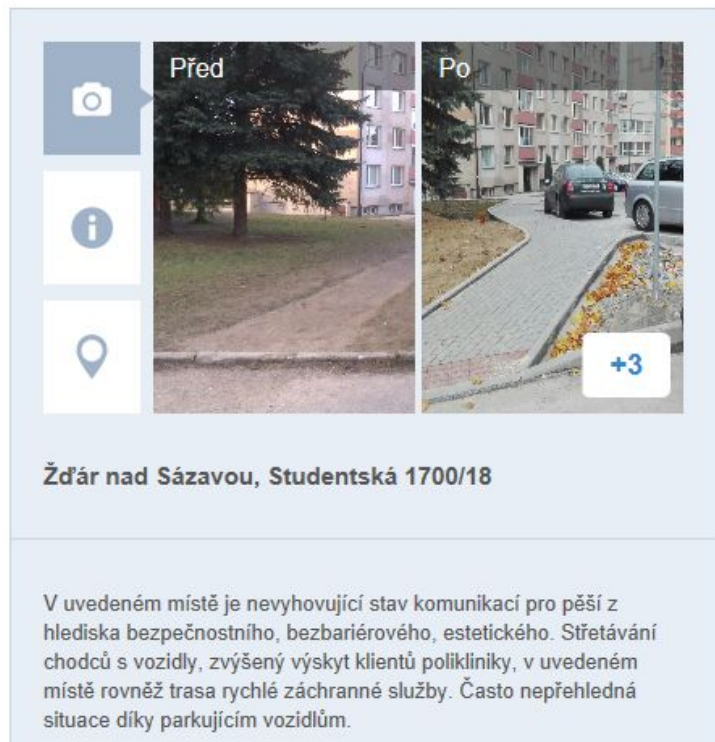 Před
Po
+3
Žďár nad Sázavou, Studentská 1700/18
V uvedeném místě je nevyhovující stav komunikací pro pěší z
hlediska bezpečnostního, bezbariérového, estetického. Střetávání
chodců s vozidly, zvýšený výskyt klientů polikliniky, v uvedeném
místě rovněž trasa rychlé záchranné služby. Často nepřehledná
situace díky parkujícím vozidlům.